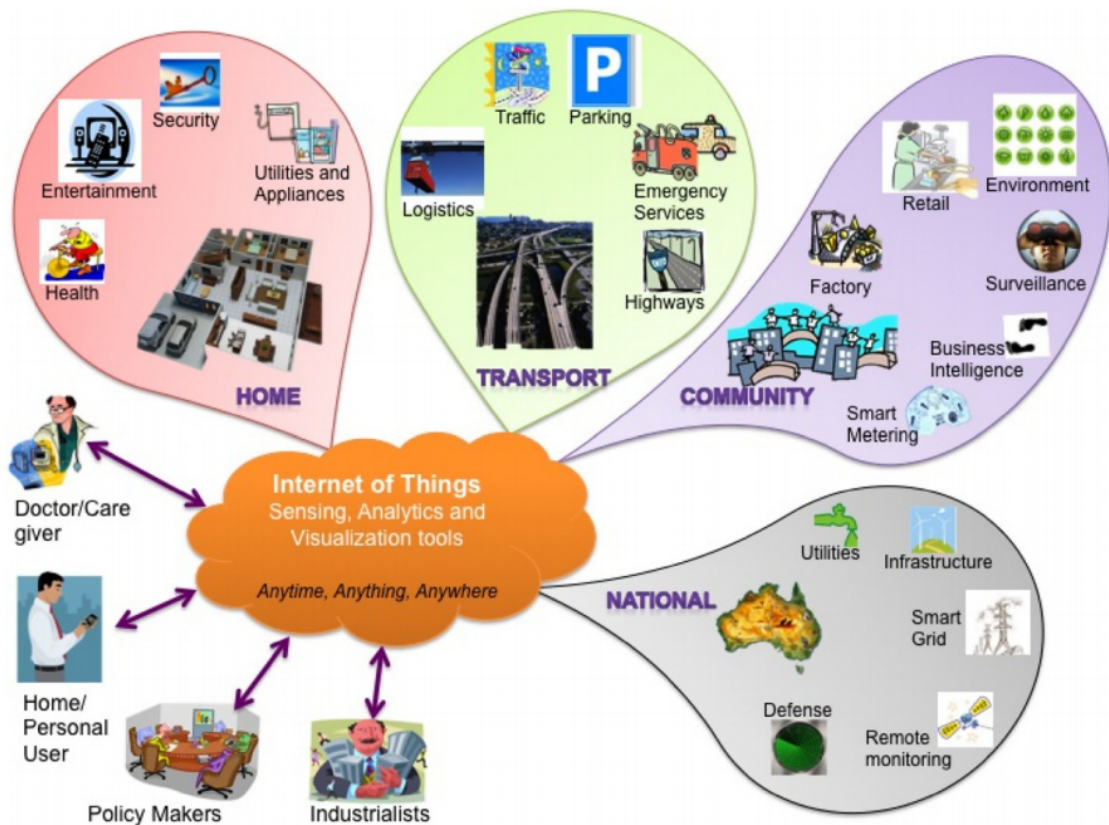 Security
Entertainment
Utilities and
Appliances
Health
HOME
Traffic
Parking
P
Logistics
Emergency
Services
Highways
TRANSPORT
Retail
Environment
Factory
Surveillance
Business
Intelligence
COMMUNITY
Smart
Metering
Internet of Things
Sensing, Analytics and
Visualization tools
Anytime, Anything, Anywhere
Utilities
Infrastructure
NATIONAL
Smart
Grid
Defense
Remote
monitoring
Doctor/Care
giver
Home/
Personal
User
Policy Makers
Industrialists